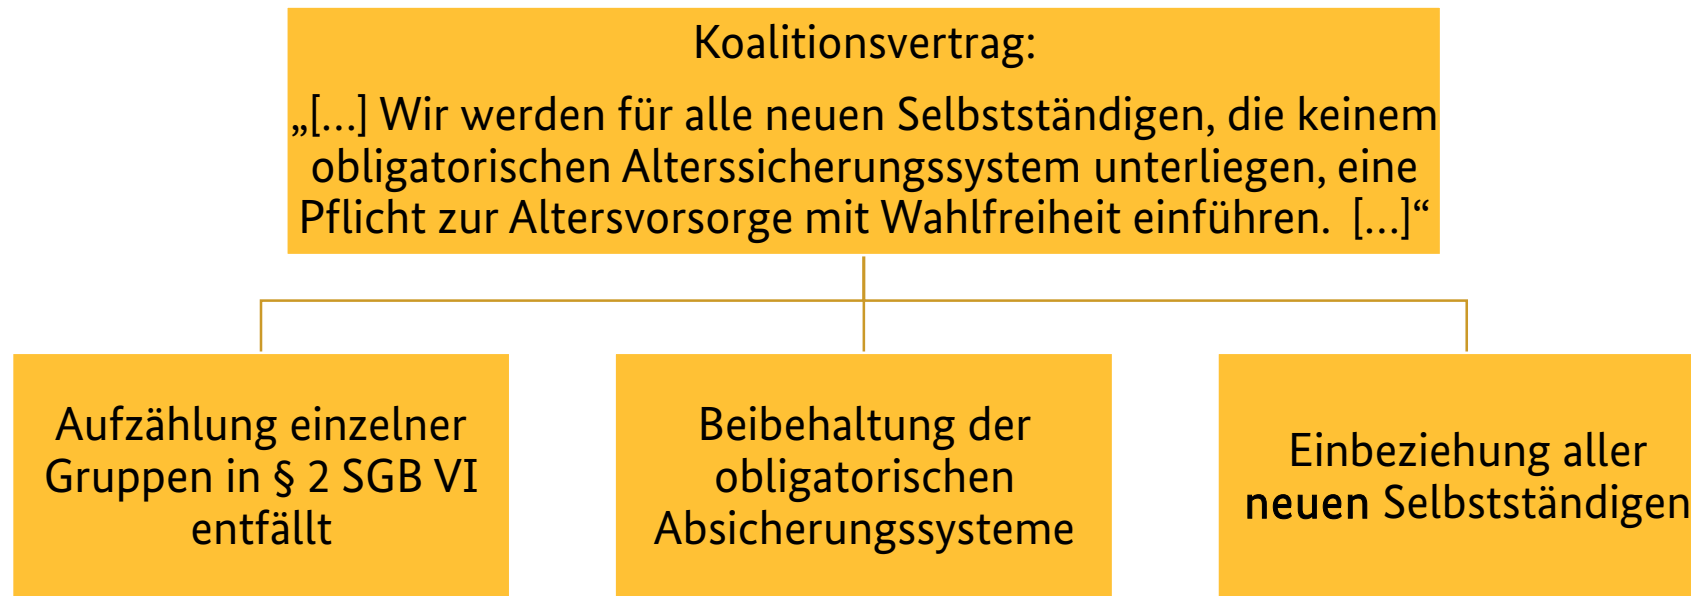 Koalitionsvertrag:
„[…] Wir werden für alle neuen Selbstständigen, die keinem
obligatorischen Alterssicherungssystem unterliegen, eine
Pflicht zur Altersvorsorge mit Wahlfreiheit einführen.  […]“
Aufzählung einzelner
Gruppen in § 2 SGB VI
entfällt
Beibehaltung der
obligatorischen
Absicherungssysteme
Einbeziehung aller
neuen Selbstständigen